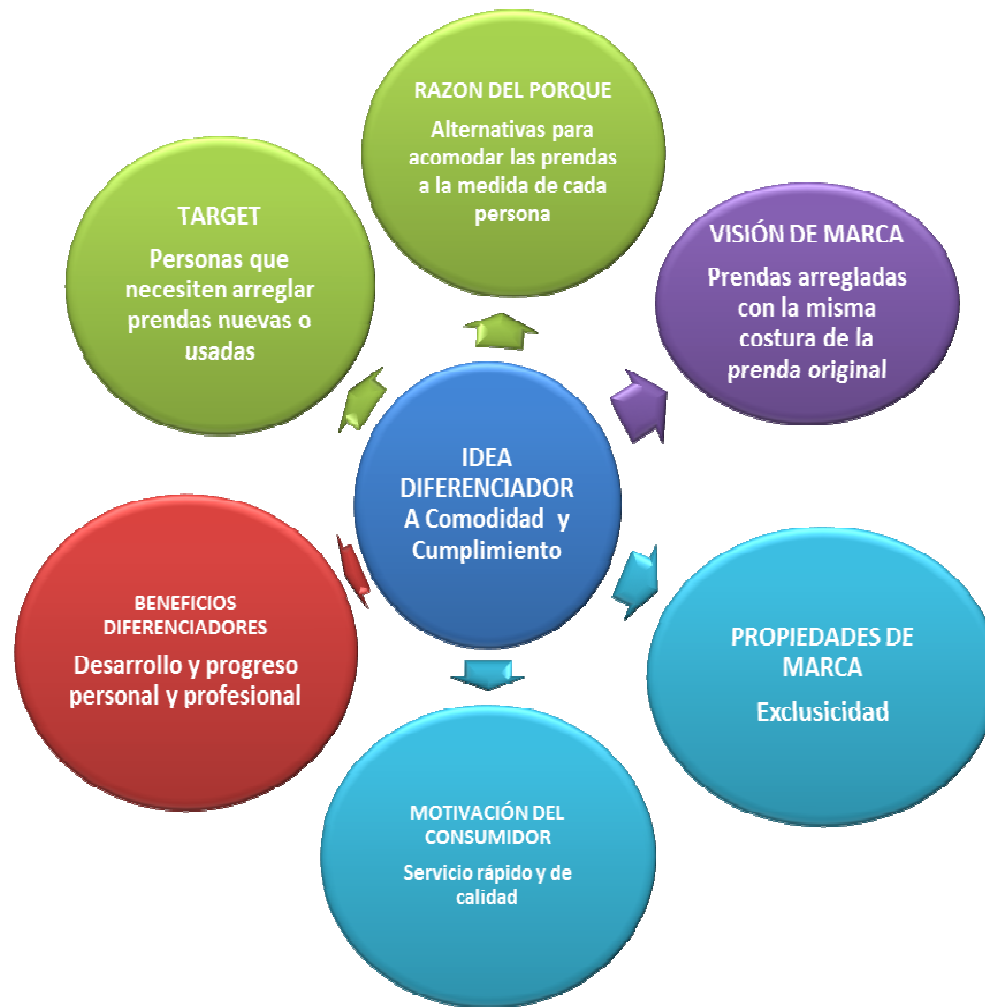 RAZON DEL PORQUE
Alternativas para
acomodar las prendas
a la medida de cada
persona
TARGET
Personas que
necesiten arreglar
prendas nuevas o
usadas
VISIÓN DE MARCA
Prendas arregladas
con la misma
costura de la
prenda original
IDEA
DIFERENCIADOR
A Comodidad y
Cumplimiento
BENEFICIOS
DIFERENCIADORES
Desarrollo y progreso
personal y profesional
PROPIEDADES DE
MARCA
Exclusicidad
MOTIVACIÓN DEL
CONSUMIDOR
Servicio rápido y de
calidad